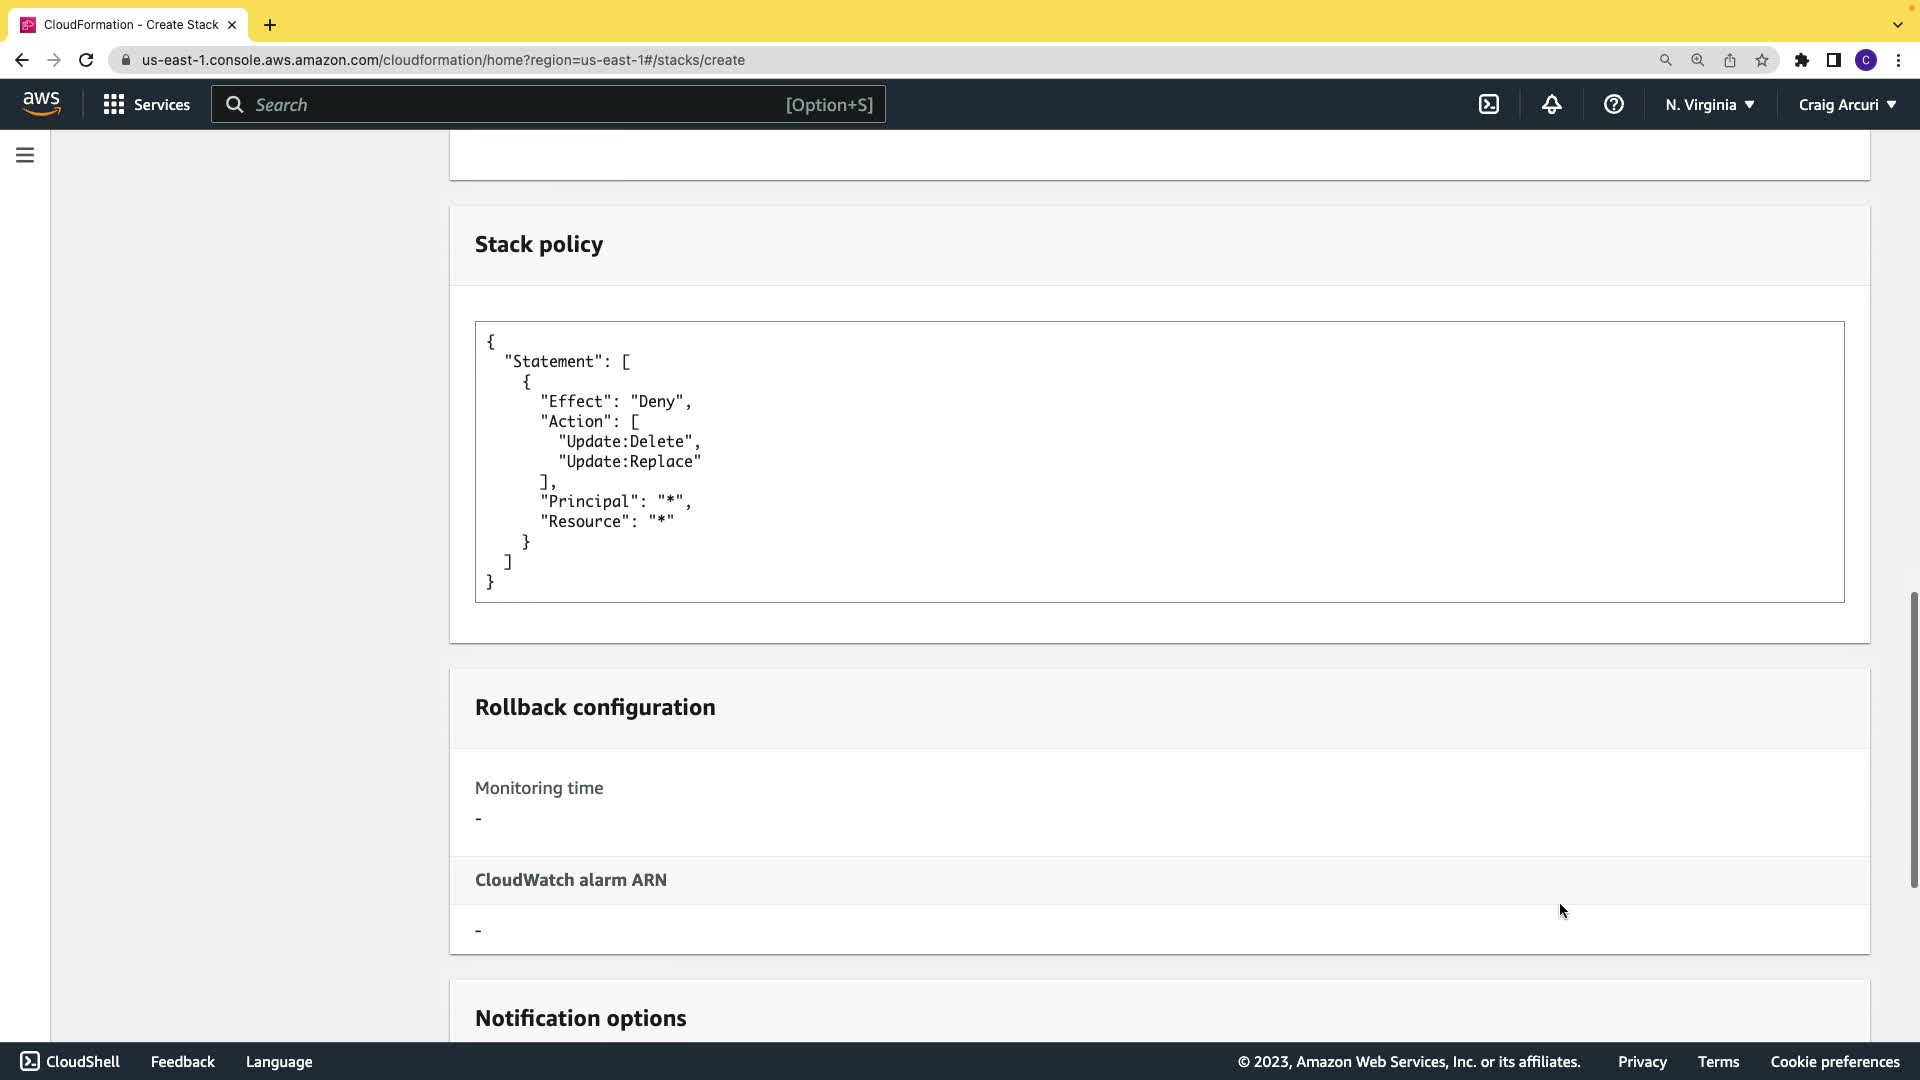 CloudFormation - Create Stack
us-east-1.console.aws.amazon.com/cloudformation/home?region=us-east-1#/stacks/create
C
aws
Services
Search
[Option+S]
N. Virginia
Craig Arcuri
Stack policy
{
  "Statement": [
    {
      "Effect": "Deny",
      "Action": [
        "Update:Delete",
        "Update:Replace"
      ],
      "Principal": "*",
      "Resource": "*"
    }
  ]
}
Rollback configuration
Monitoring time
-
CloudWatch alarm ARN
-
Notification options
CloudShell
Feedback
Language
© 2023, Amazon Web Services, Inc. or its affiliates.
Privacy
Terms
Cookie preferences